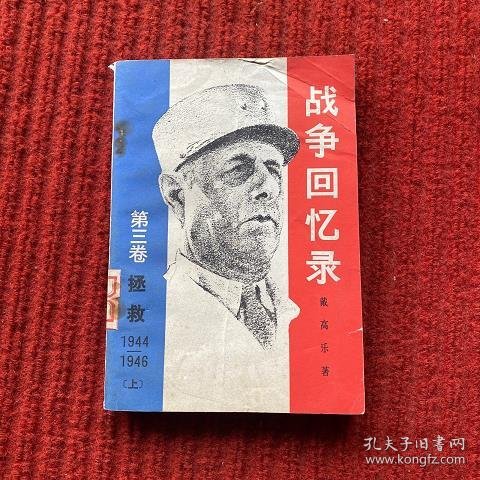 战争回忆录
戴高乐著
第三卷
拯救
1944
1946
(上)
孔夫子旧书网
www.kongfz.com